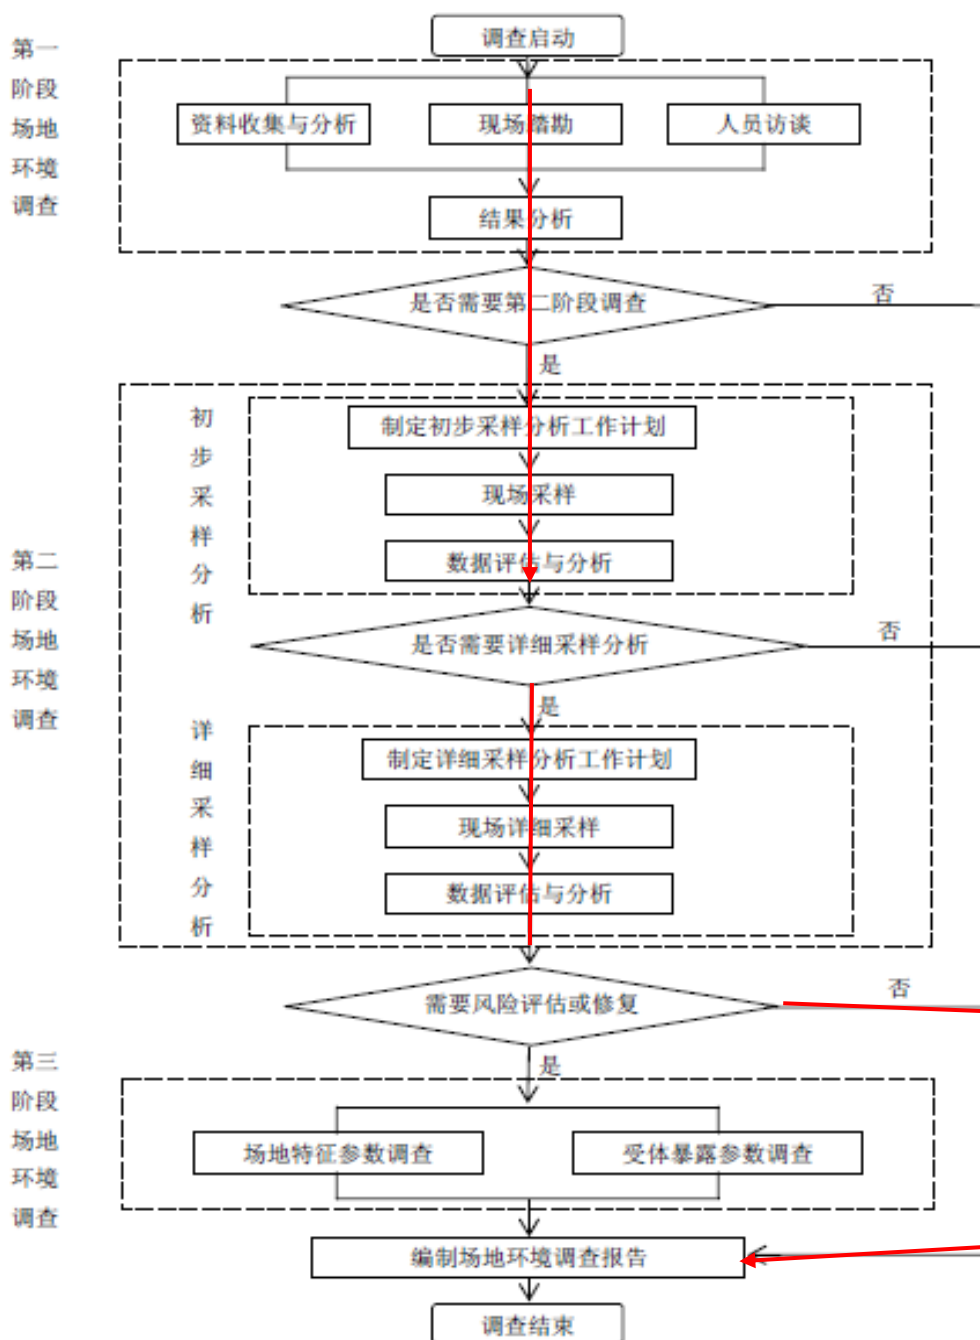 调查启动
第一
阶段
场地
环境
调查
资料收集与分析
现场踏勘
人员访谈
结果分析
是否需要第二阶段调查
否
是
第二
阶段
场地
环境
调查
初
步
采
样
分
析
制定初步采样分析工作计划
现场采样
数据评估与分析
是否需要详细采样分析
否
是
详
细
采
样
分
析
制定详细采样分析工作计划
现场详细采样
数据评估与分析
需要风险评估或修复
否
是
第三
阶段
场地
环境
调查
场地特征参数调查
受体暴露参数调查
编制场地环境调查报告
调查结束